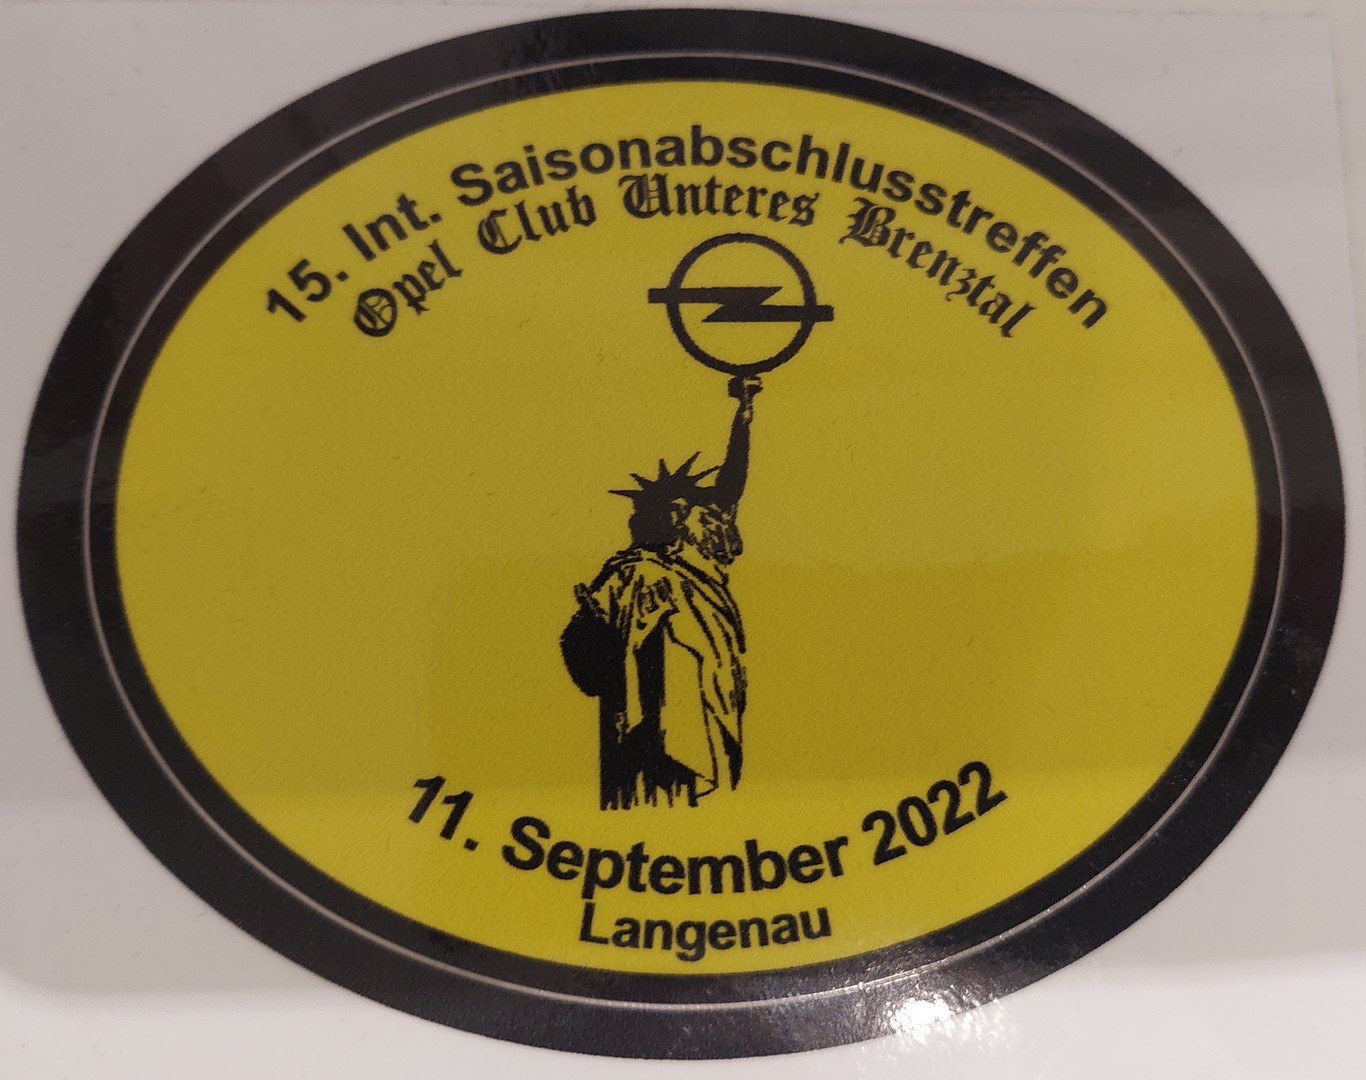 15. Int. Saisonabschlusstreffen
Opel Club Unteres Brenztal
11. September 2022
Langenau